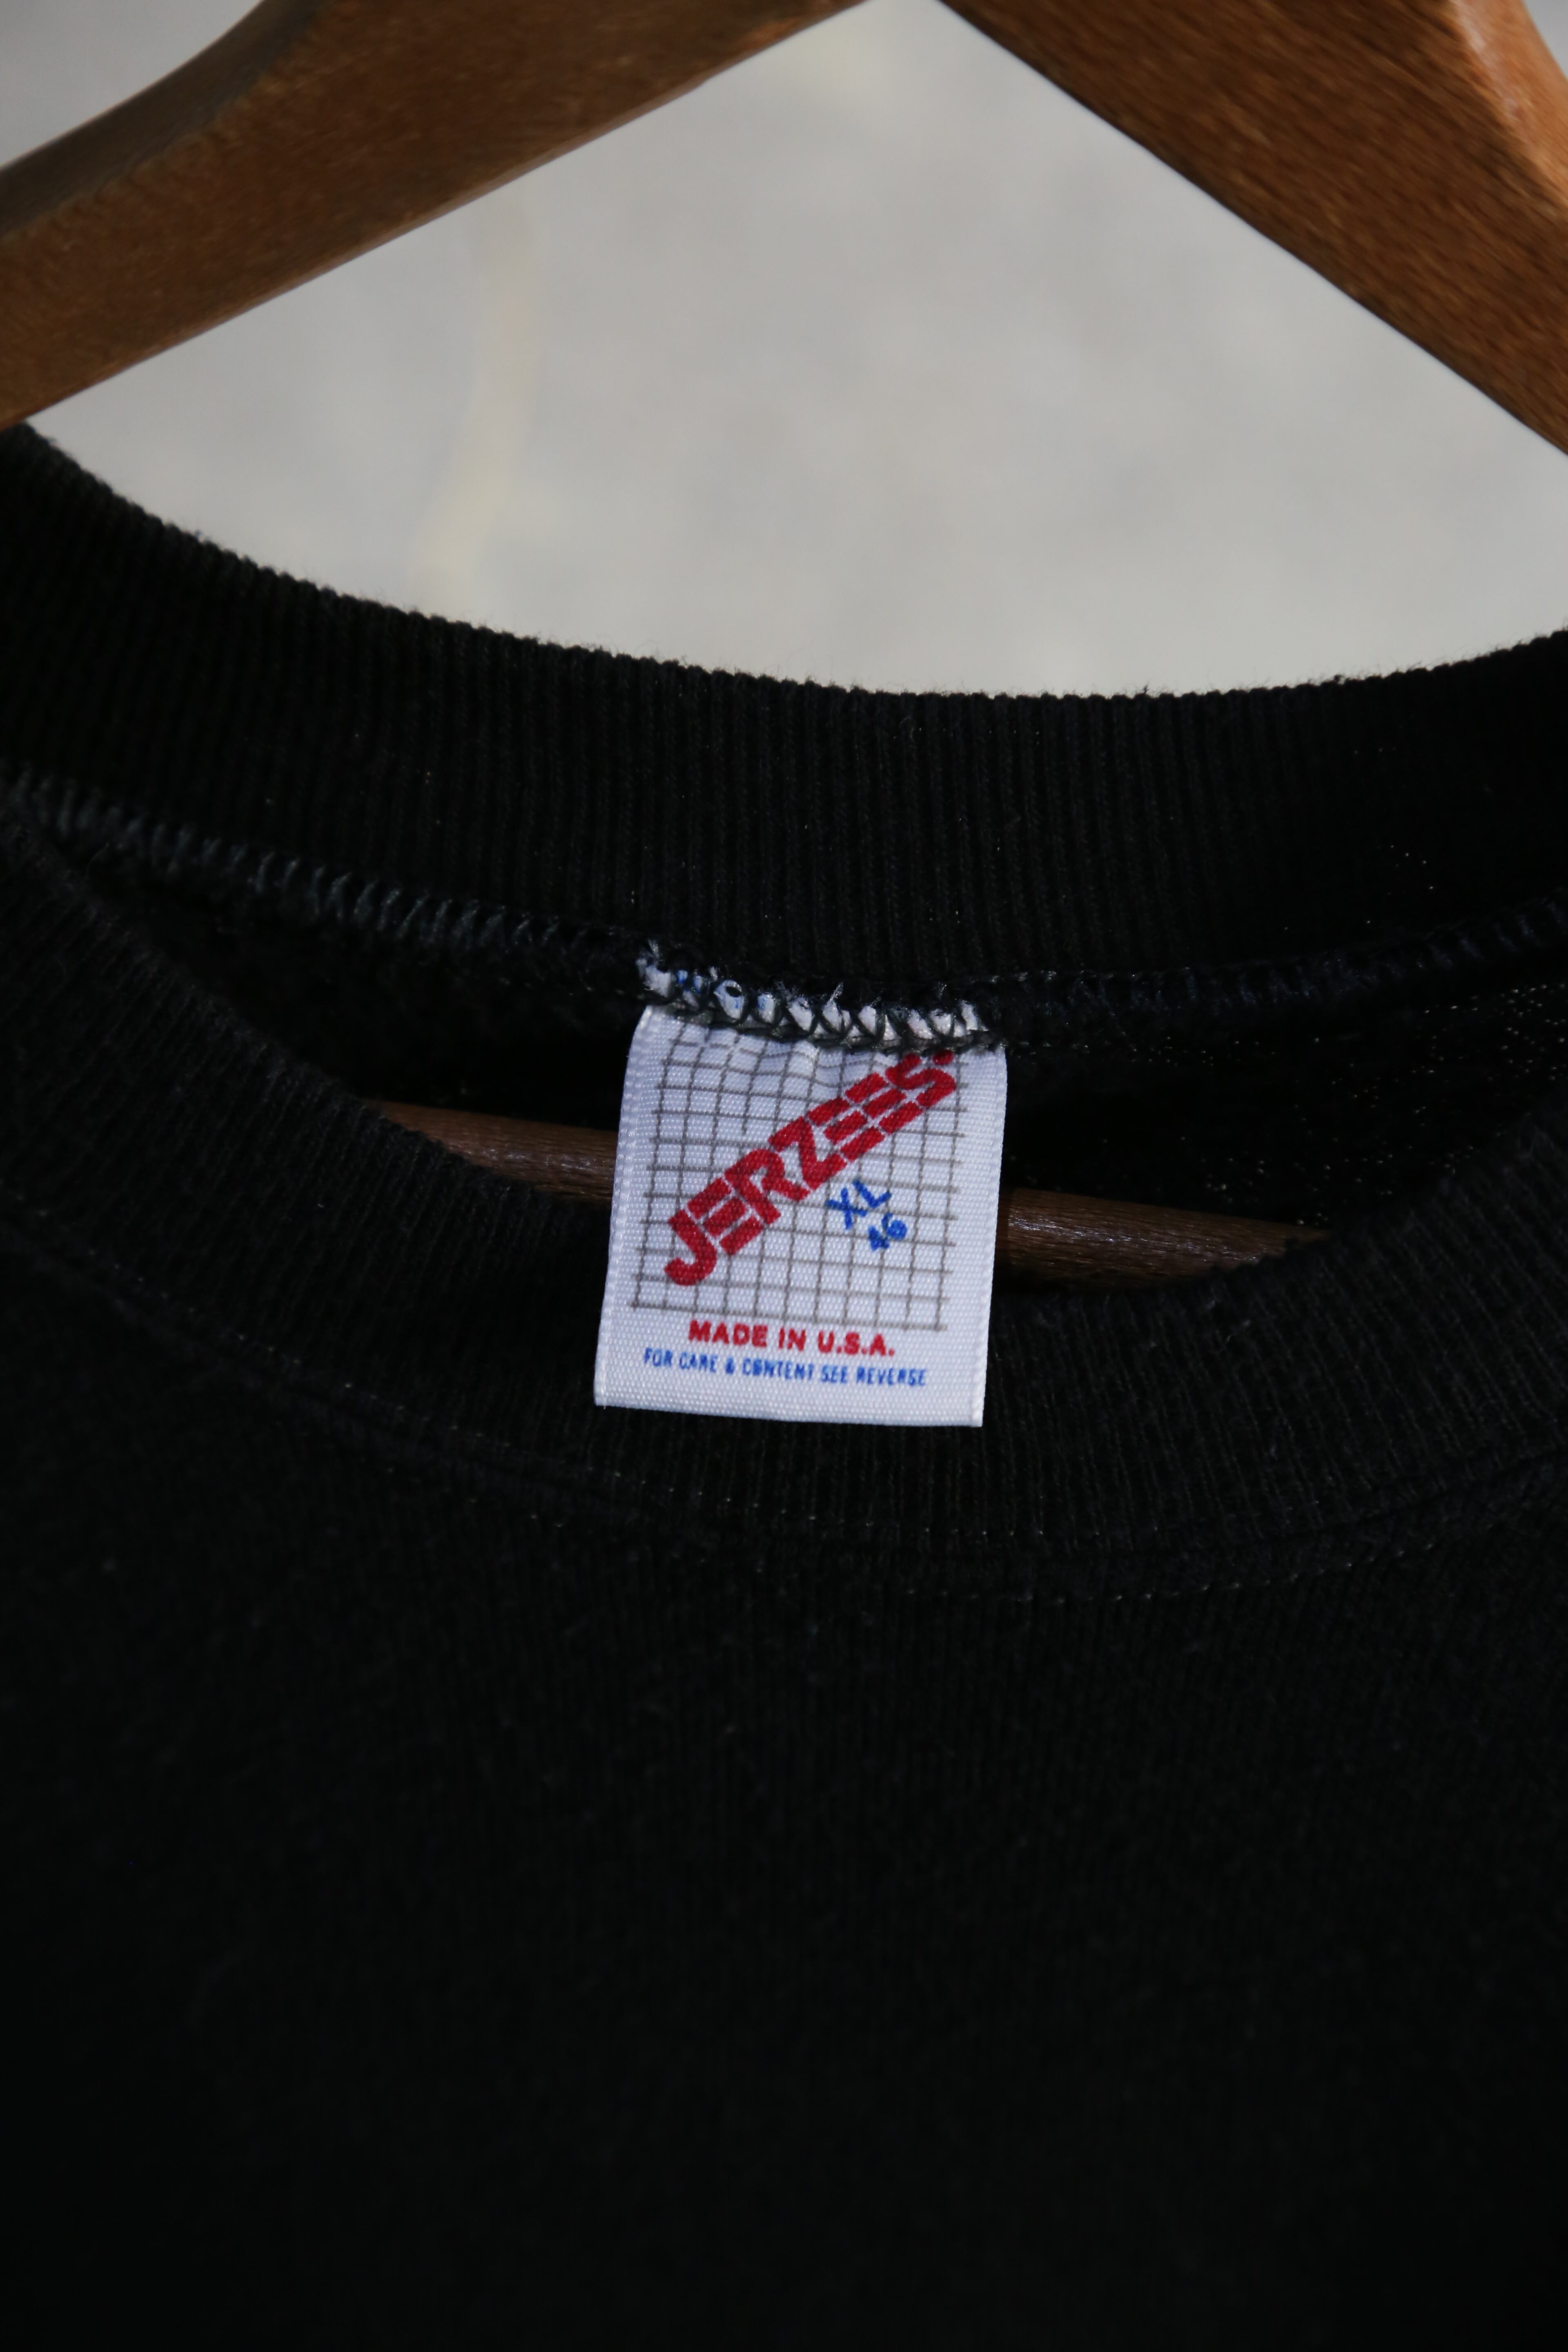 JERZEES
XL
46
MADE IN U.S.A.
FOR CARE & CONTENT SEE REVERSE